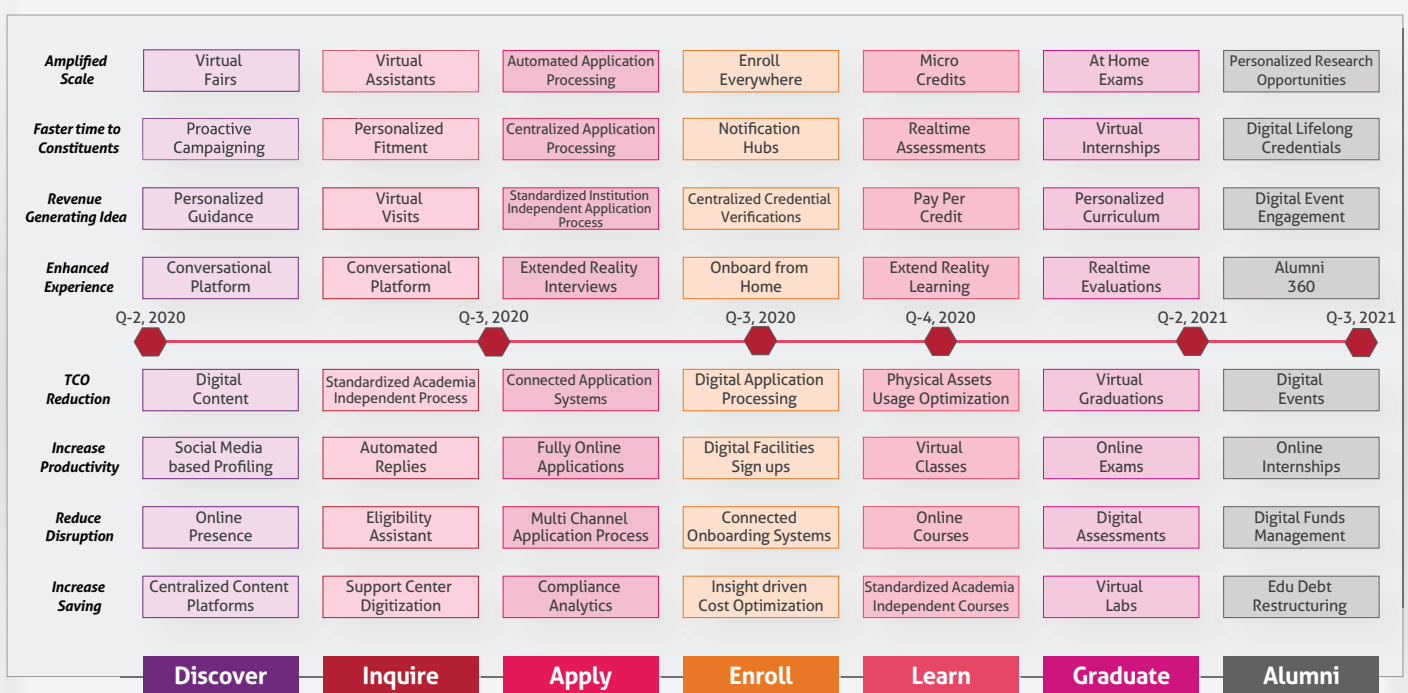 Amplified
Scale
Virtual
Fairs
Virtual
Assistants
Automated Application
Processing
Enroll
Everywhere
Micro
Credits
At Home
Exams
Personalized Research
Opportunities
Faster time to
Constituents
Proactive
Campaigning
Personalized
Fitment
Centralized Application
Processing
Notification
Hubs
Realtime
Assessments
Virtual
Internships
Digital Lifelong
Credentials
Revenue
Generating Idea
Personalized
Guidance
Virtual
Visits
Standardized Institution
Independent Application
Process
Centralized Credential
Verifications
Pay Per
Credit
Personalized
Curriculum
Digital Event
Engagement
Enhanced
Experience
Conversational
Platform
Conversational
Platform
Extended Reality
Interviews
Onboard from
Home
Extend Reality
Learning
Realtime
Evaluations
Alumni
360
Q-2, 2020
Q-3, 2020
Q-3, 2020
Q-4, 2020
Q-2, 2021
Q-3, 2021
TCO
Reduction
Digital
Content
Standardized Academia
Independent Process
Connected Application
Systems
Digital Application
Processing
Physical Assets
Usage Optimization
Virtual
Graduations
Digital
Events
Increase
Productivity
Social Media
based Profiling
Automated
Replies
Fully Online
Applications
Digital Facilities
Sign ups
Virtual
Classes
Online
Exams
Online
Internships
Reduce
Disruption
Online
Presence
Eligibility
Assistant
Multi Channel
Application Process
Connected
Onboarding Systems
Online
Courses
Digital
Assessments
Digital Funds
Management
Increase
Saving
Centralized Content
Platforms
Support Center
Digitization
Compliance
Analytics
Insight driven
Cost Optimization
Standardized Academia
Independent Courses
Virtual
Labs
Edu Debt
Restructuring
Discover
Inquire
Apply
Enroll
Learn
Graduate
Alumni